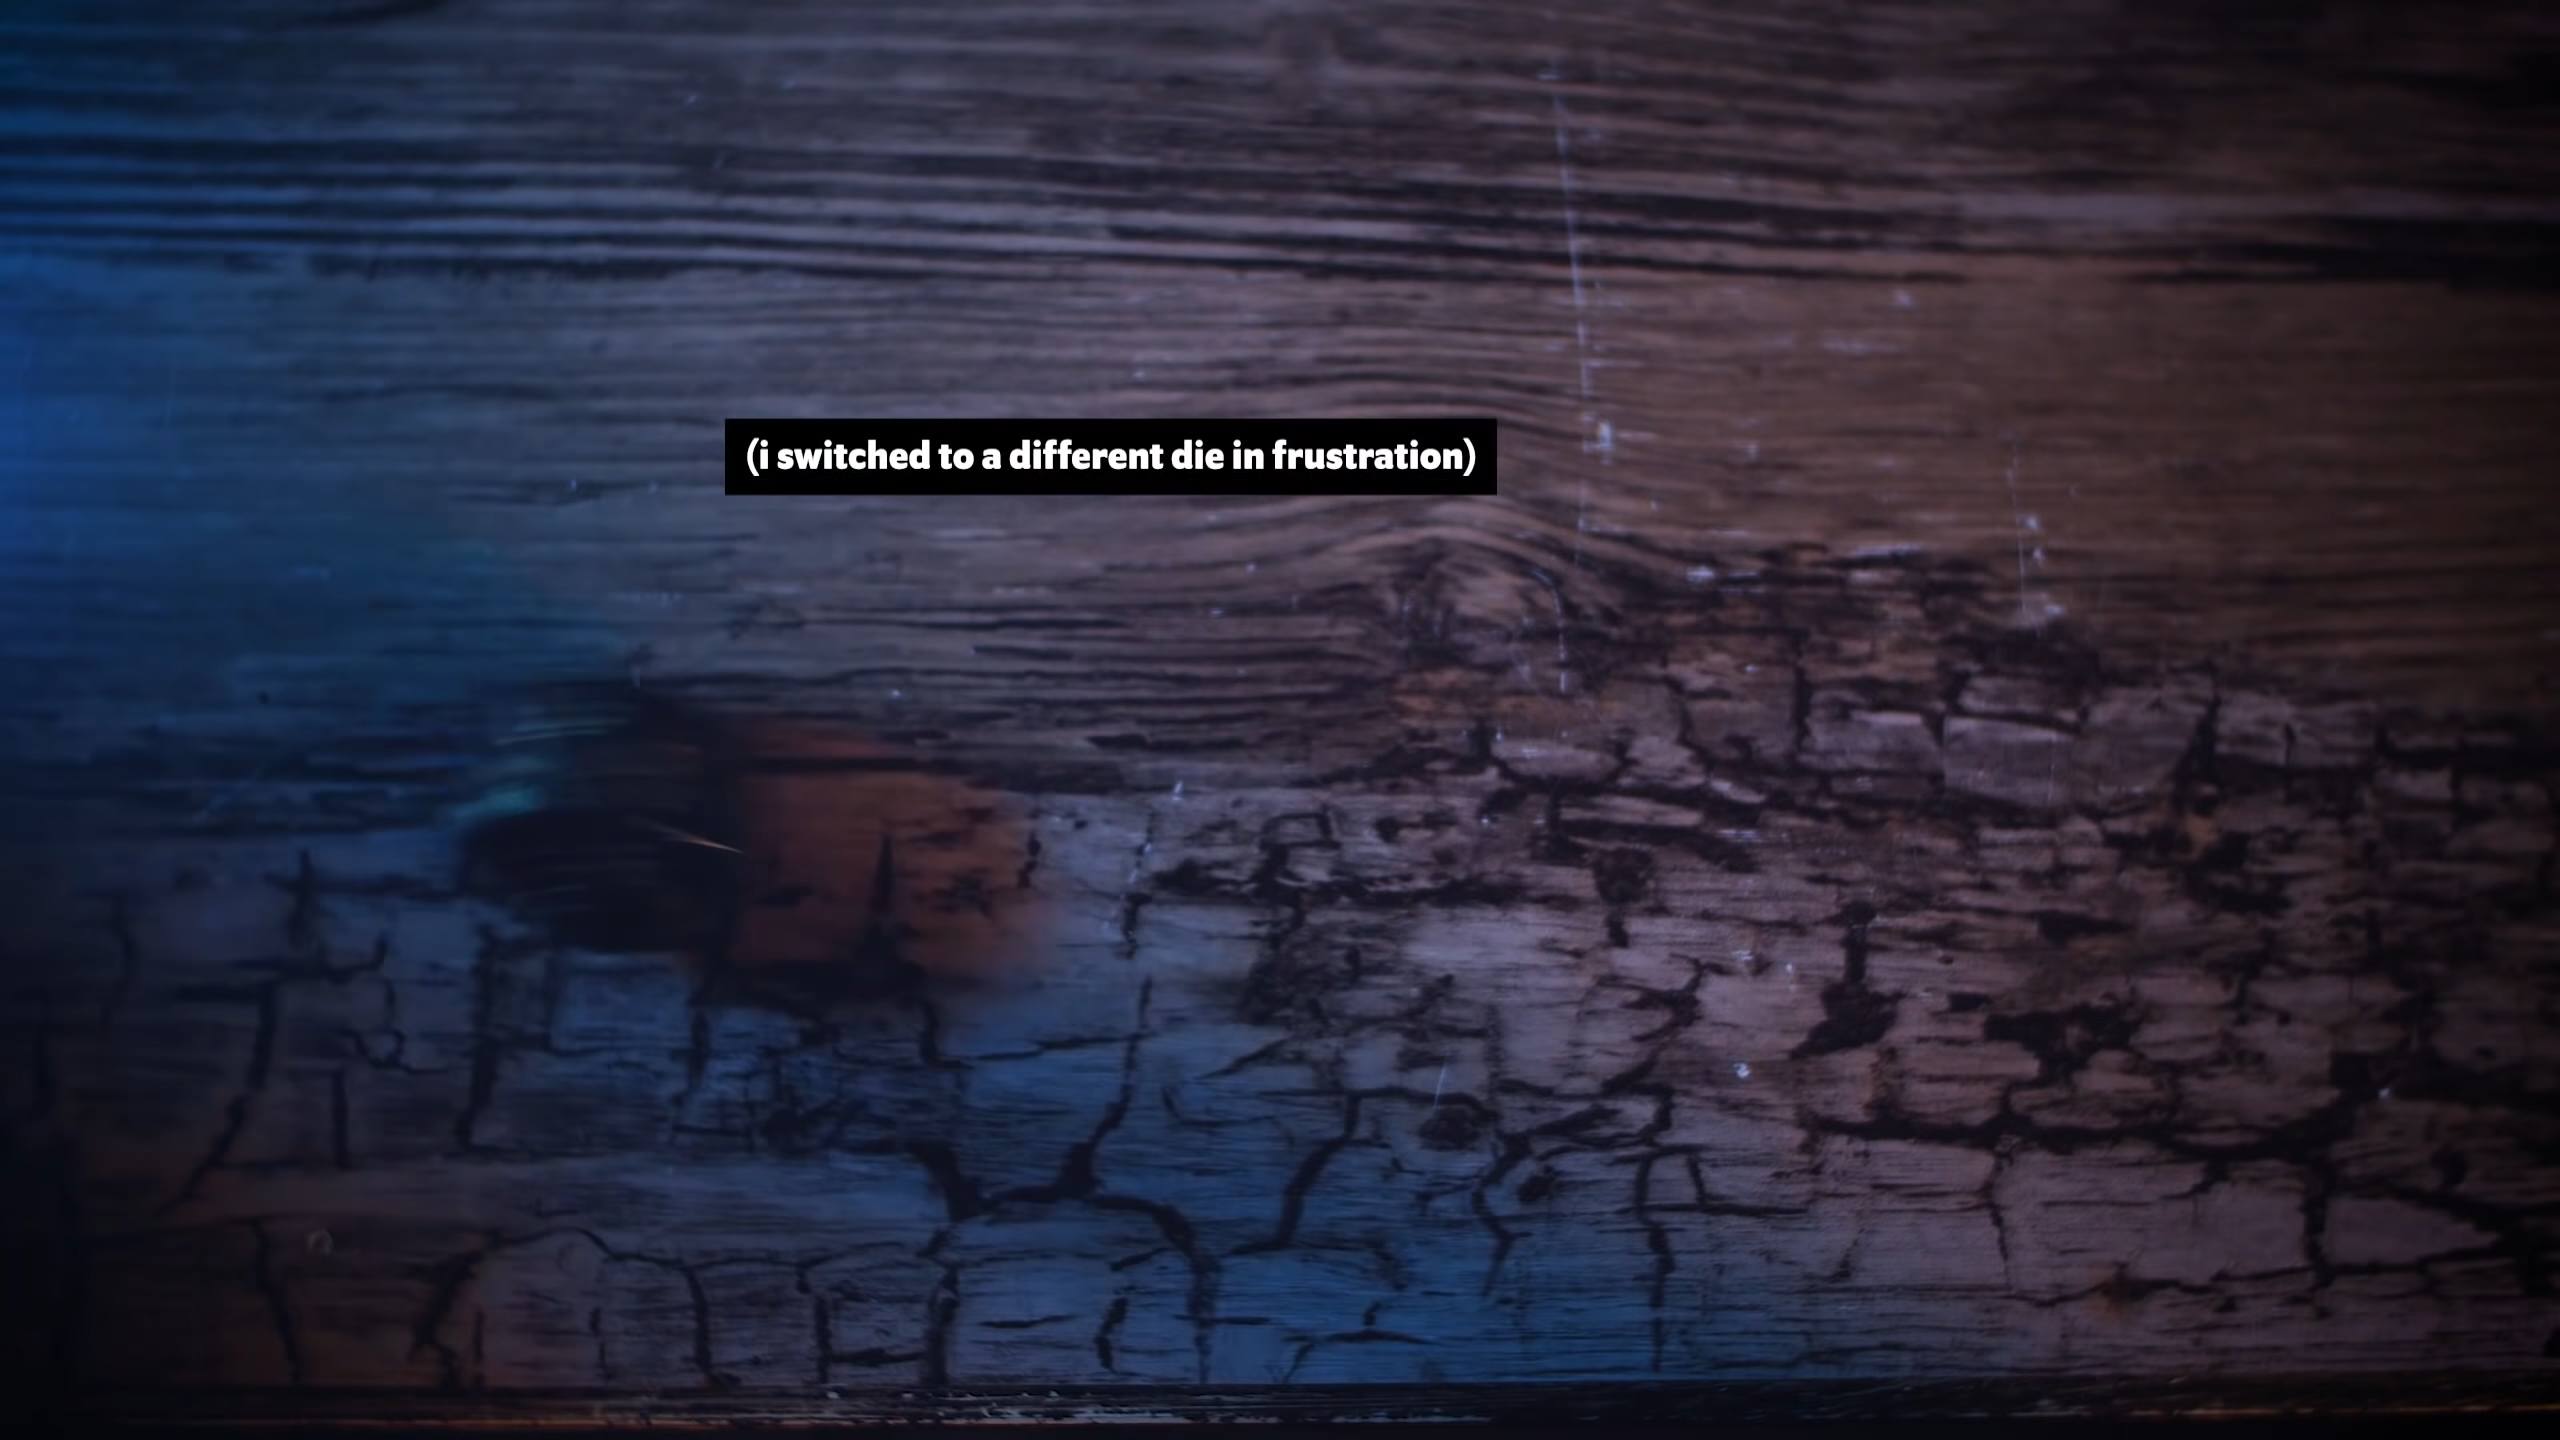 (i switched to a different die in frustration)